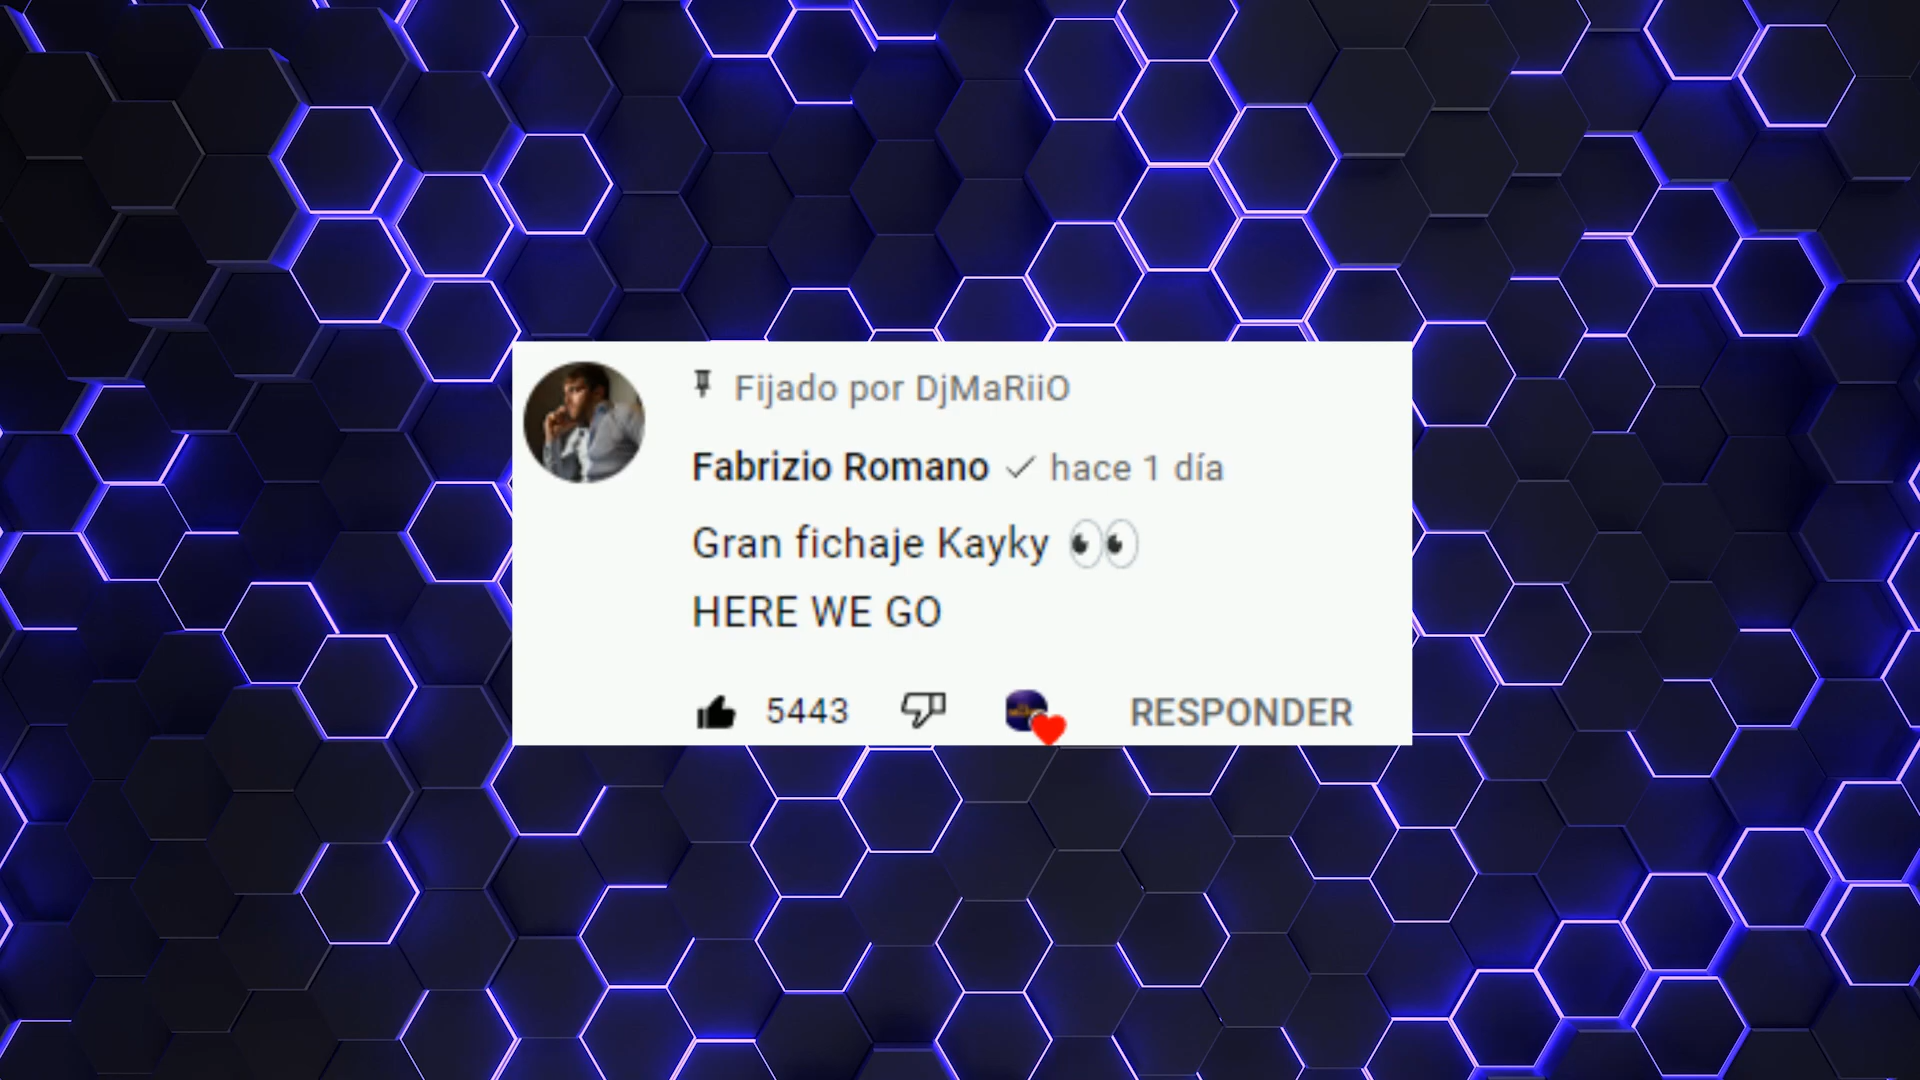 Fijado por DjMaRiiO
Fabrizio Romano ✓ hace 1 día
Gran fichaje Kayky 👀
HERE WE GO
5443 RESPONDER